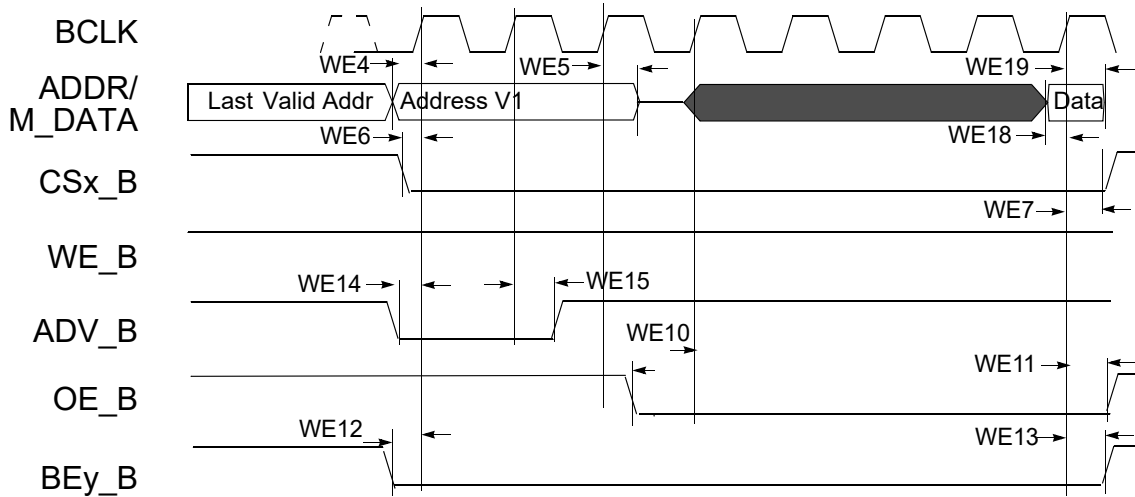 BCLK
WE4
WE5
WE19
ADDR/
M_DATA
Last Valid Addr
Address V1
Data
WE6
WE18
CSx_B
WE7
WE_B
WE14
WE15
ADV_B
WE10
WE11
OE_B
WE12
WE13
BEy_B